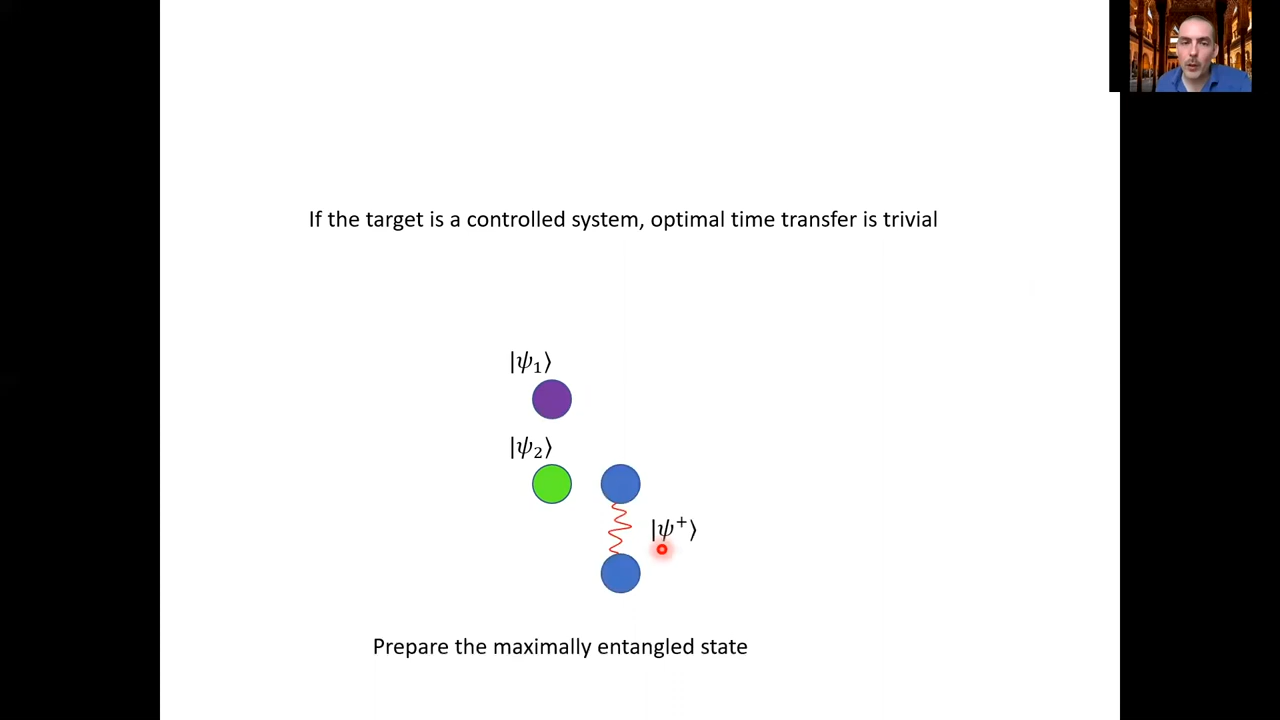 If the target is a controlled system, optimal time transfer is trivial
|ψ₁⟩
|ψ₂⟩
|ψ⁺⟩
Prepare the maximally entangled state